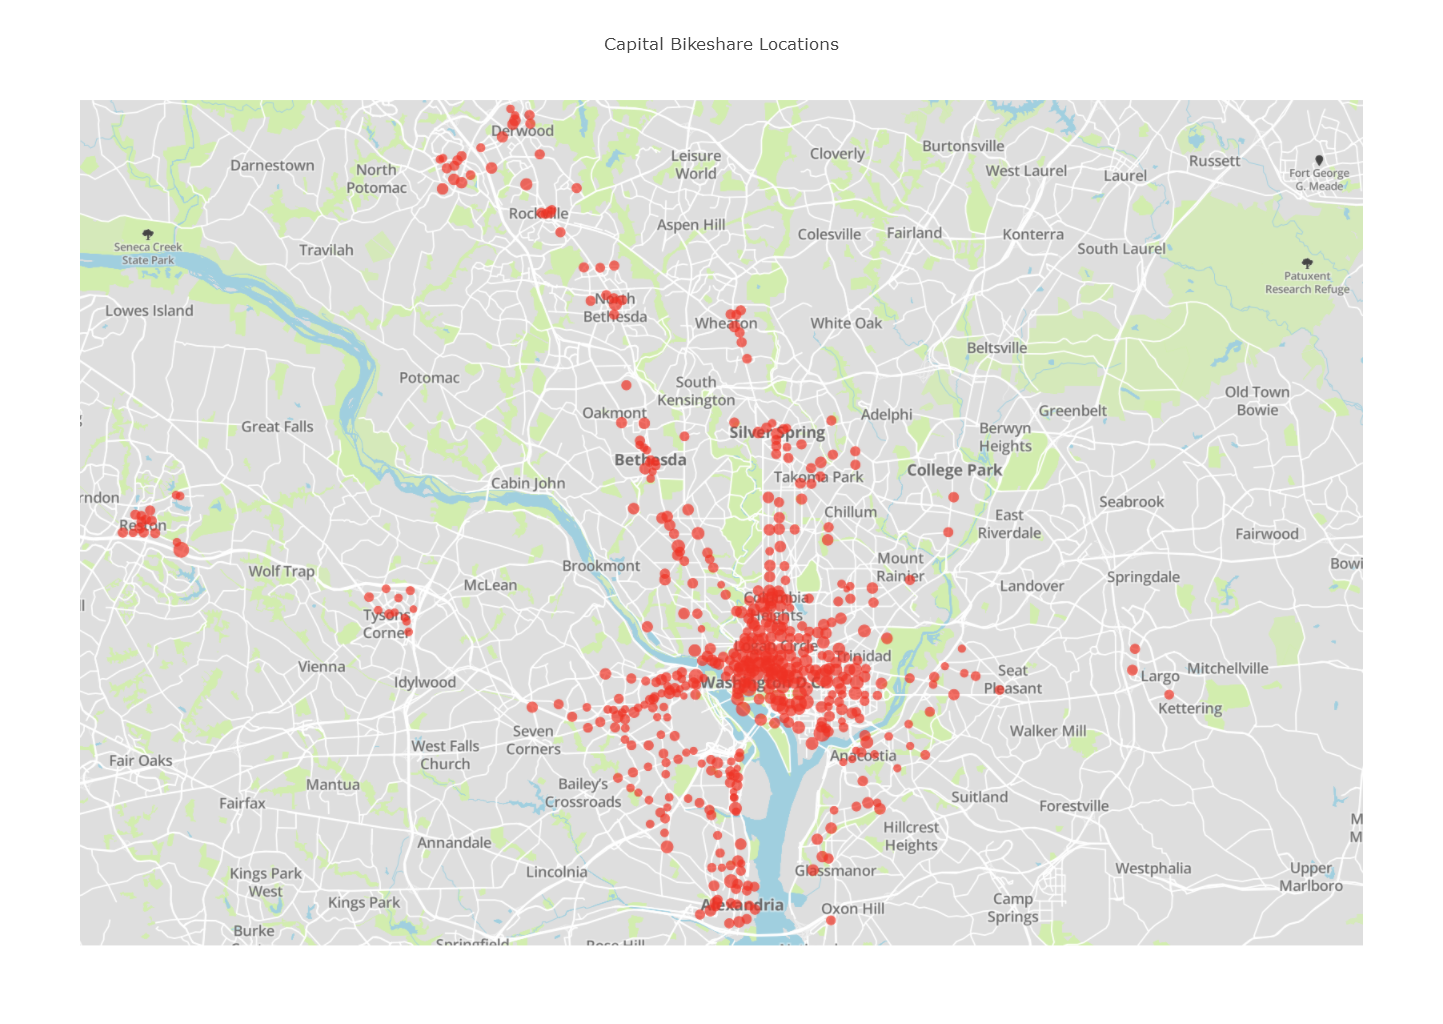 Capital Bikeshare Locations
Derwood
Burtonsville
Cloverly
Leisure
World
Russett
Darnestown
North
Potomac
West Laurel
Laurel
Fort George
G. Meade
Rockville
Aspen Hill
Colesville
Fairland
Konterra
South Laurel
Seneca Creek
State Park
Travilah
Patuxent
Research Refuge
Lowes Island
North
Bethesda
Wheaton
White Oak
Beltsville
Potomac
South
Kensington
Old Town
Bowie
Oakmont
Adelphi
Greenbelt
Great Falls
Silver Spring
Berwyn
Heights
Bethesda
College Park
Takoma Park
Cabin John
rndon
Seabrook
Reston
Chillum
East
Riverdale
Fairwood
Wolf Trap
Brookmont
Mount
Rainier
Bowi
McLean
Landover
Springdale
Columbia
Heights
Tysons
Corner
Logan Circle
Trinidad
Vienna
Idylwood
Washington D.C.
Seat
Pleasant
Largo
Mitchellville
Kettering
Seven
Corners
Walker Mill
West Falls
Church
Anacostia
Fair Oaks
Mantua
Bailey's
Crossroads
Suitland
Forestville
Fairfax
Hillcrest
Heights
Annandale
Kings Park
West
Lincolnia
Glassmanor
Westphalia
Upper
Marlboro
Kings Park
Alexandria
Oxon Hill
Camp
Springs
Burke
Springfield
Rose Hill